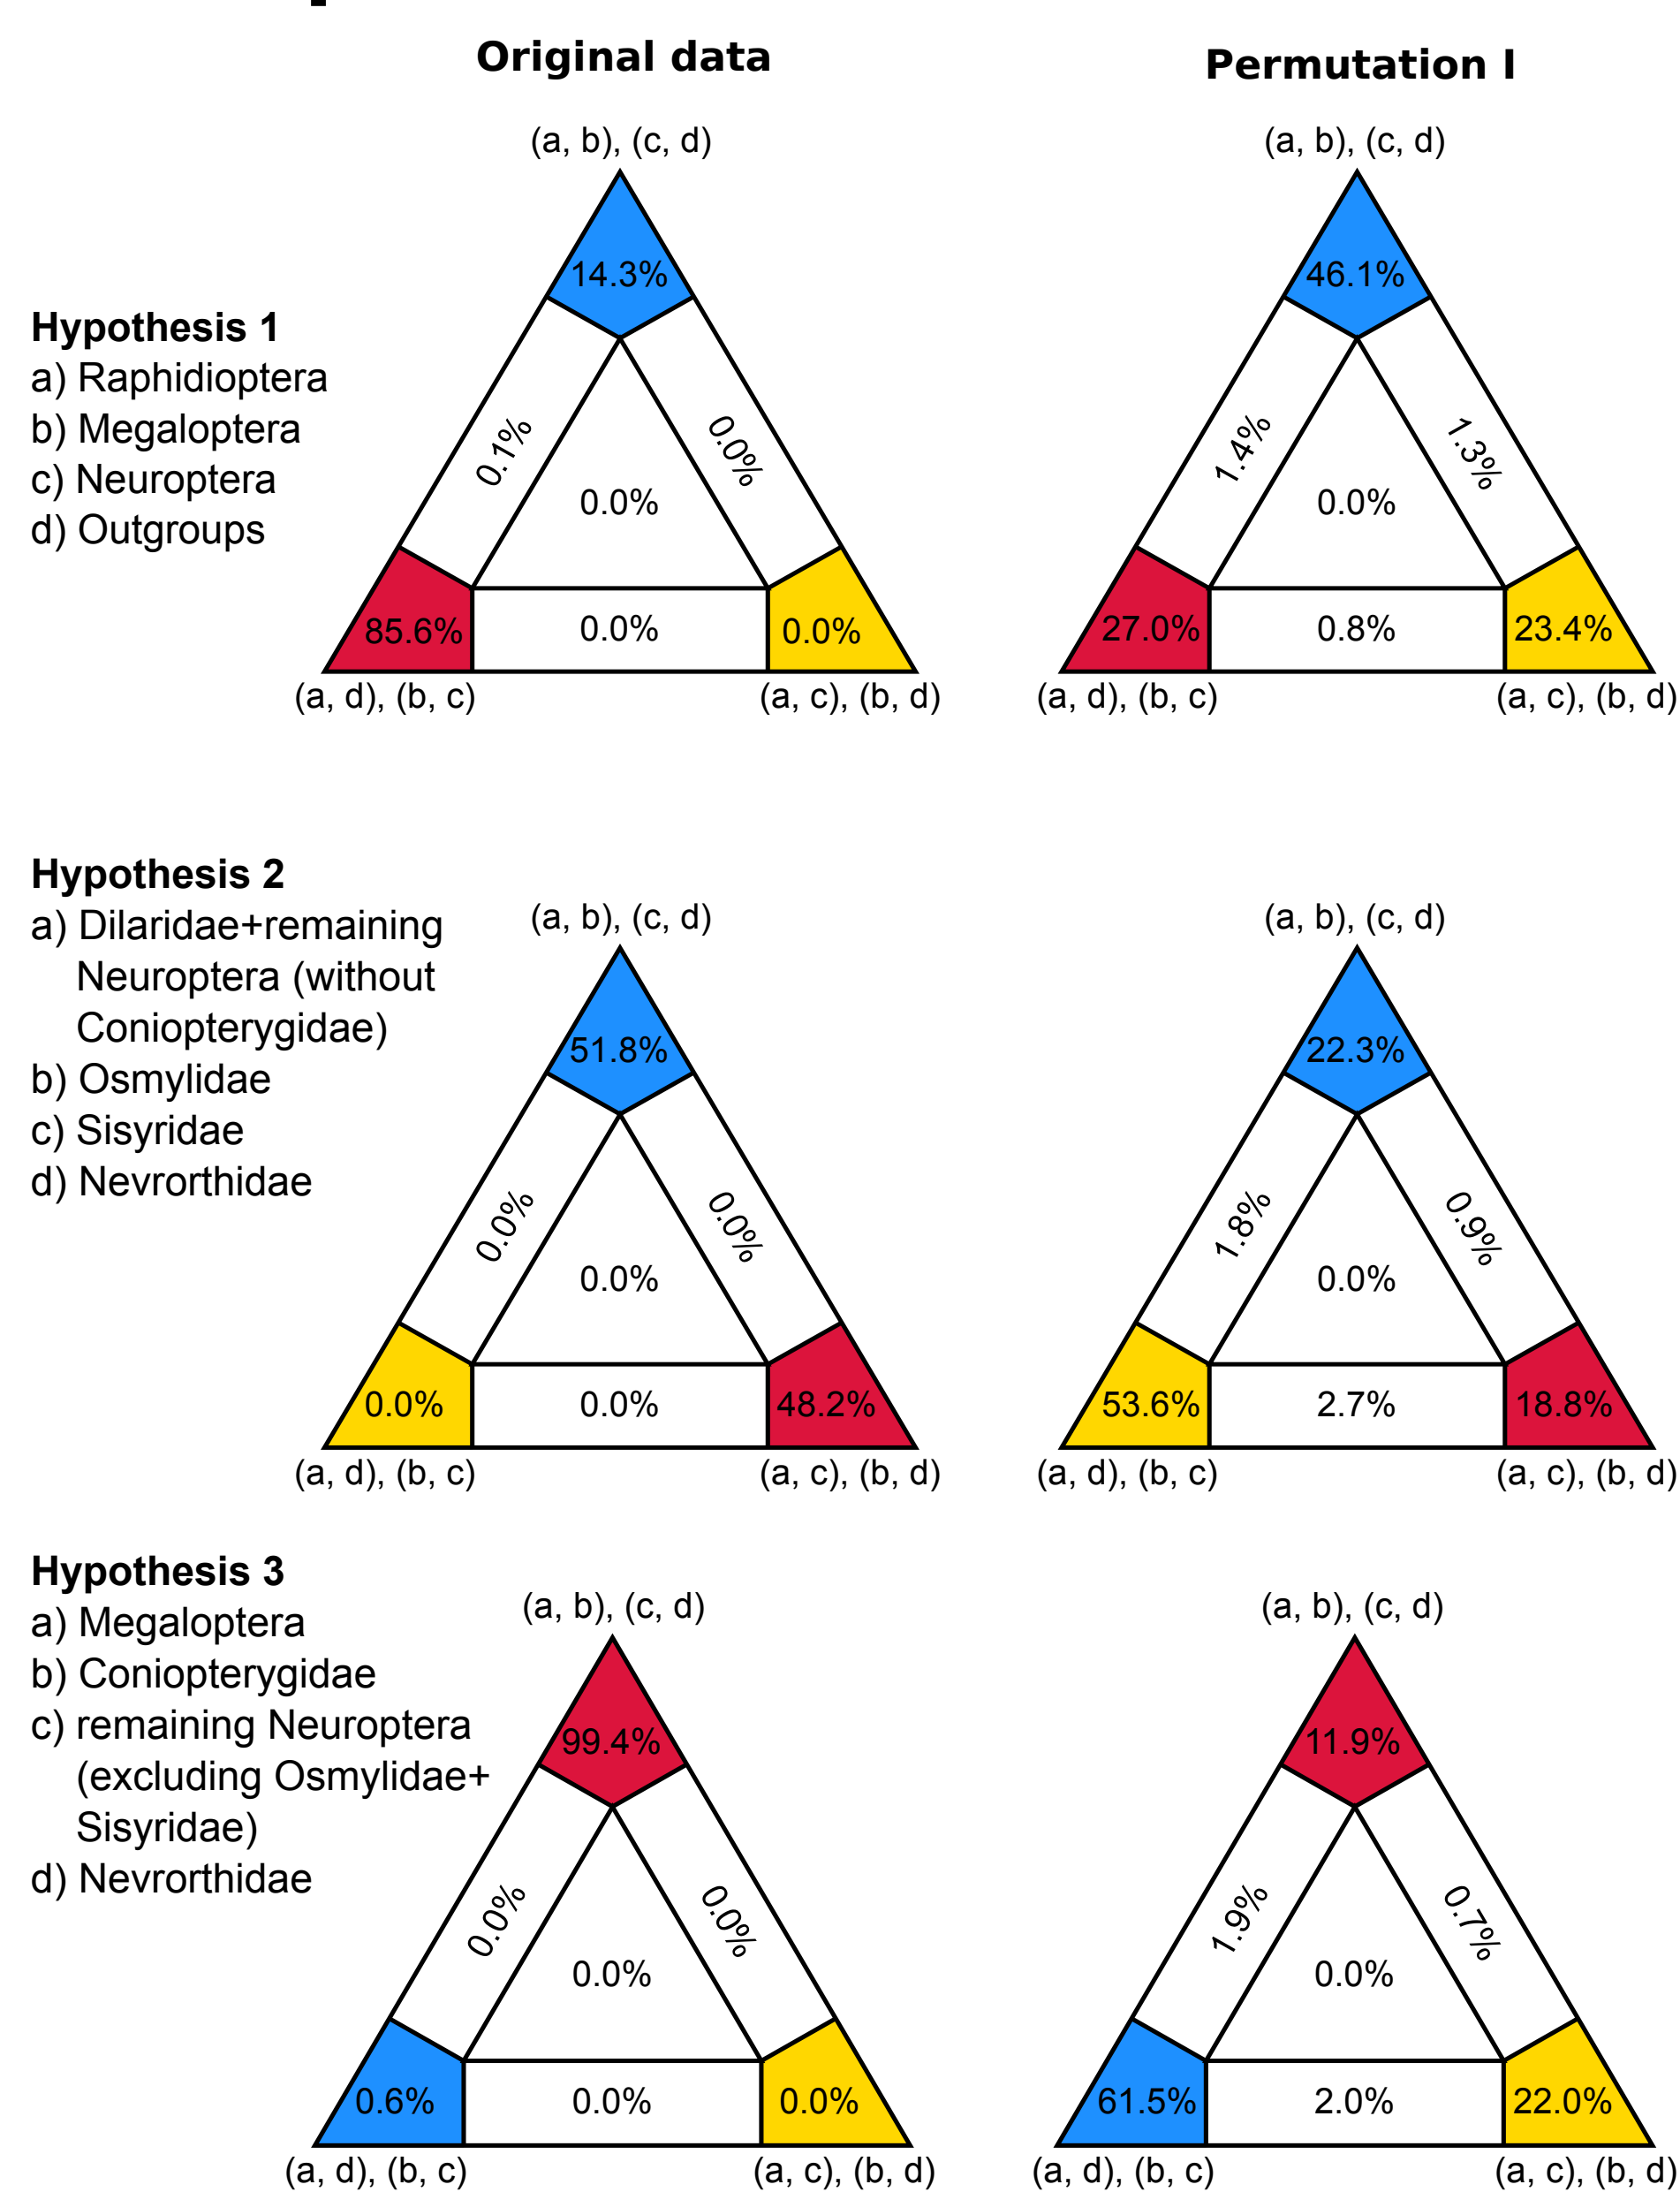 Original data
Permutation I
Hypothesis 1
a) Raphidioptera
b) Megaloptera
c) Neuroptera
d) Outgroups
(a, b), (c, d)
14.3%
0.1%
0.0%
0.0%
85.6%
0.0%
0.0%
(a, d), (b, c)
(a, c), (b, d)
(a, b), (c, d)
46.1%
1.4%
1.3%
0.0%
27.0%
0.8%
23.4%
(a, d), (b, c)
(a, c), (b, d)
Hypothesis 2
a) Dilaridae+remaining
Neuroptera (without
Coniopterygidae)
b) Osmylidae
c) Sisyridae
d) Nevrorthidae
(a, b), (c, d)
51.8%
0.0%
0.0%
0.0%
0.0%
0.0%
48.2%
(a, d), (b, c)
(a, c), (b, d)
(a, b), (c, d)
22.3%
1.8%
0.9%
0.0%
53.6%
2.7%
18.8%
(a, d), (b, c)
(a, c), (b, d)
Hypothesis 3
a) Megaloptera
b) Coniopterygidae
c) remaining Neuroptera
(excluding Osmylidae+
Sisyridae)
d) Nevrorthidae
(a, b), (c, d)
99.4%
0.0%
0.0%
0.0%
0.6%
0.0%
0.0%
(a, d), (b, c)
(a, c), (b, d)
(a, b), (c, d)
11.9%
1.9%
0.7%
0.0%
61.5%
2.0%
22.0%
(a, d), (b, c)
(a, c), (b, d)